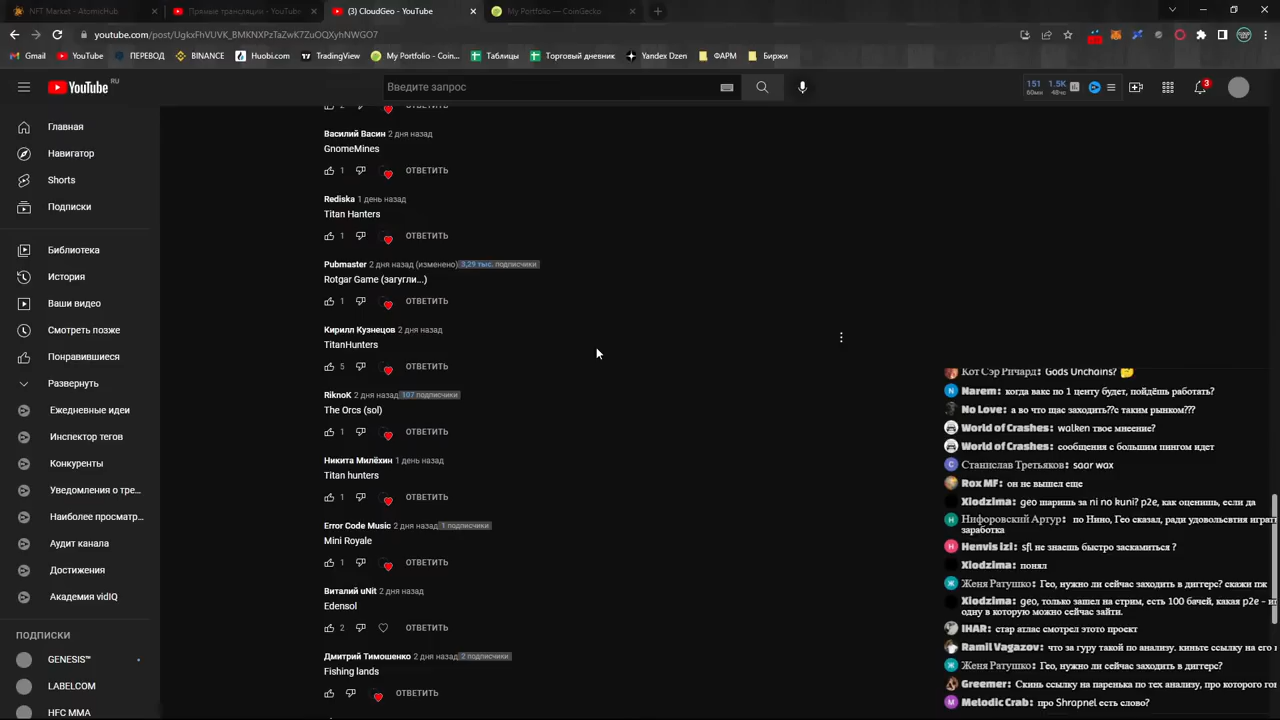 NFT Market - AtomicHub
Прямые трансляции - YouTube
(3) CloudGeo - YouTube
My Portfolio — CoinGecko
youtube.com/post/UgkxFhVUVK_BMKNXPzTaZwK7ZuOQXyhNWGO7
Gmail
YouTube
ПЕРЕВОД
BINANCE
Huobi.com
TradingView
My Portfolio - Coin...
Таблицы
Торговый дневник
Yandex Dzen
ФАРМ
Биржи
YouTube RU
Введите запрос
151
60мн
1.5K
48чс
3
Главная
Навигатор
Shorts
Подписки
Библиотека
История
Ваши видео
Смотреть позже
Понравившиеся
Развернуть
Ежедневные идеи
Инспектор тегов
Конкуренты
Уведомления о тре...
Наиболее просматр...
Аудит канала
Достижения
Академия vidIQ
ПОДПИСКИ
GENESIS™
LABELCOM
HFC MMA
2 ОТВЕТИТЬ
Василий Васин 2 дня назад
GnomeMines
1 ОТВЕТИТЬ
Rediska 1 день назад
Titan Hanters
1 ОТВЕТИТЬ
Pubmaster 2 дня назад (изменено) 3,29 тыс. подписчики
Rotgar Game (загугли...)
1 ОТВЕТИТЬ
Кирилл Кузнецов 2 дня назад
TitanHunters
5 ОТВЕТИТЬ
RiknoK 2 дня назад 107 подписчики
The Orcs (sol)
1 ОТВЕТИТЬ
Никита Милёхин 1 день назад
Titan hunters
1 ОТВЕТИТЬ
Error Code Music 2 дня назад 1 подписчики
Mini Royale
1 ОТВЕТИТЬ
Виталий uNit 2 дня назад
Edensol
2 ОТВЕТИТЬ
Дмитрий Тимошенко 2 дня назад 2 подписчики
Fishing lands
ОТВЕТИТЬ
Кот Сэр Ричард: Gods Unchains?
Narem: когда вакс по 1 центу будет, пойдёшь работать?
No Love: а во что щас заходить??с таким рынком???
World of Crashes: walken твое мнеение?
World of Crashes: сообщения с большим пингом идет
Станислав Третьяков: saar wax
Rox MF: он не вышел еще
Xiodzima: geo шаришь за ni no kuni? p2e, как оценишь, если да
Нифоровский Артур: по Нино, Гео сказал, ради удовольсвтия играт
заработка
Henvis izi: sfl не знаешь быстро заскамиться ?
Xiodzima: понял
Женя Ратушко: Гео, нужно ли сейчас заходить в диггерс? скажи пж
Xiodzima: geo, только зашел на стрим, есть 100 бачей, какая p2e -
одну в которую можно сейчас зайти.
IHAR: стар атлас смотрел этото проект
Ramil Vagazov: что за гуру такой по анализу. киньте ссылку на его
Женя Ратушко: Гео, нужно ли сейчас заходить в диггерс?
Greemer: Скинь ссылку на паренька по тех анализу, про которого
Melodic Crab: про Shrapnel есть слово?